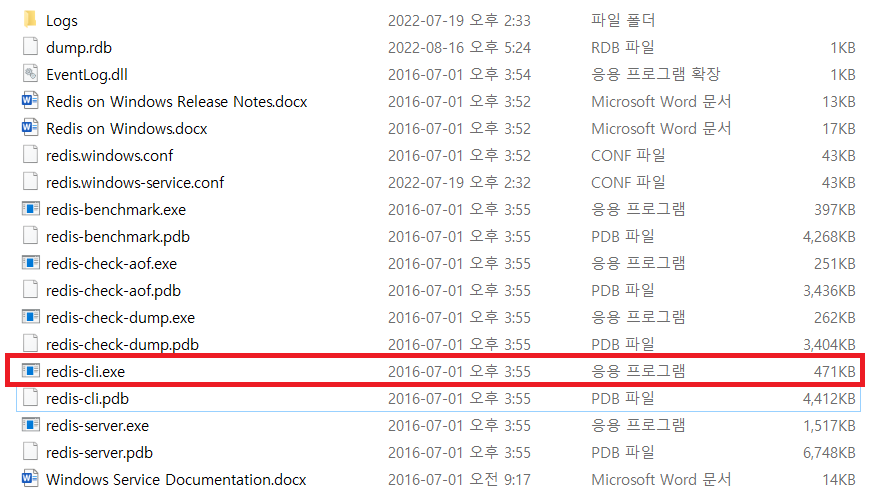 Logs 2022-07-19 오후 2:33 파일 폴더
dump.rdb 2022-08-16 오후 5:24 RDB 파일 1KB
EventLog.dll 2016-07-01 오후 3:54 응용 프로그램 확장 1KB
Redis on Windows Release Notes.docx 2016-07-01 오후 3:52 Microsoft Word 문서 13KB
Redis on Windows.docx 2016-07-01 오후 3:52 Microsoft Word 문서 17KB
redis.windows.conf 2016-07-01 오후 3:52 CONF 파일 43KB
redis.windows-service.conf 2022-07-19 오후 2:32 CONF 파일 43KB
redis-benchmark.exe 2016-07-01 오후 3:55 응용 프로그램 397KB
redis-benchmark.pdb 2016-07-01 오후 3:55 PDB 파일 4,268KB
redis-check-aof.exe 2016-07-01 오후 3:55 응용 프로그램 251KB
redis-check-aof.pdb 2016-07-01 오후 3:55 PDB 파일 3,436KB
redis-check-dump.exe 2016-07-01 오후 3:55 응용 프로그램 262KB
redis-check-dump.pdb 2016-07-01 오후 3:55 PDB 파일 3,404KB
redis-cli.exe 2016-07-01 오후 3:55 응용 프로그램 471KB
redis-cli.pdb 2016-07-01 오후 3:55 PDB 파일 4,412KB
redis-server.exe 2016-07-01 오후 3:55 응용 프로그램 1,517KB
redis-server.pdb 2016-07-01 오후 3:55 PDB 파일 6,748KB
Windows Service Documentation.docx 2016-07-01 오전 9:17 Microsoft Word 문서 14KB